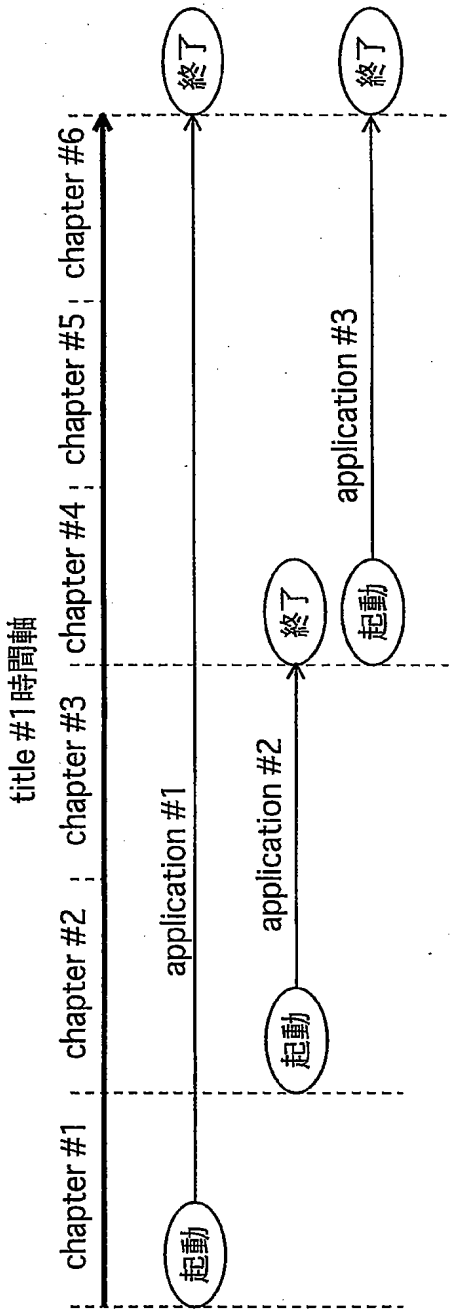 title #1時間軸
chapter #1 chapter #2 chapter #3 chapter #4 chapter #5 chapter #6
起動 application #1 終了
起動 application #2 終了
起動 application #3 終了